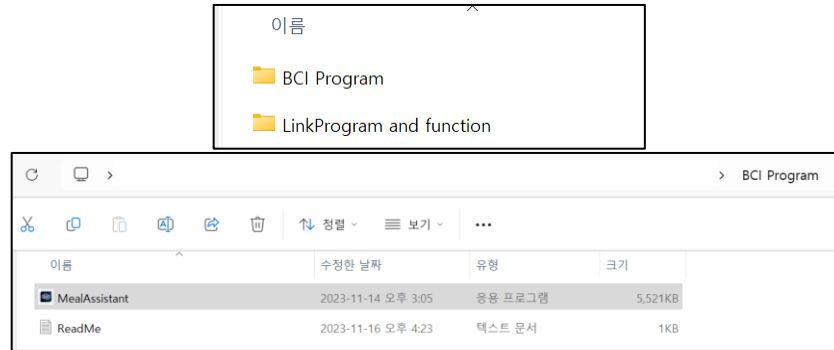 이름
BCI Program
LinkProgram and function
BCI Program
정렬 보기
이름 수정한 날짜 유형 크기
MealAssistant 2023-11-14 오후 3:05 응용 프로그램 5,521KB
ReadMe 2023-11-16 오후 4:23 텍스트 문서 1KB